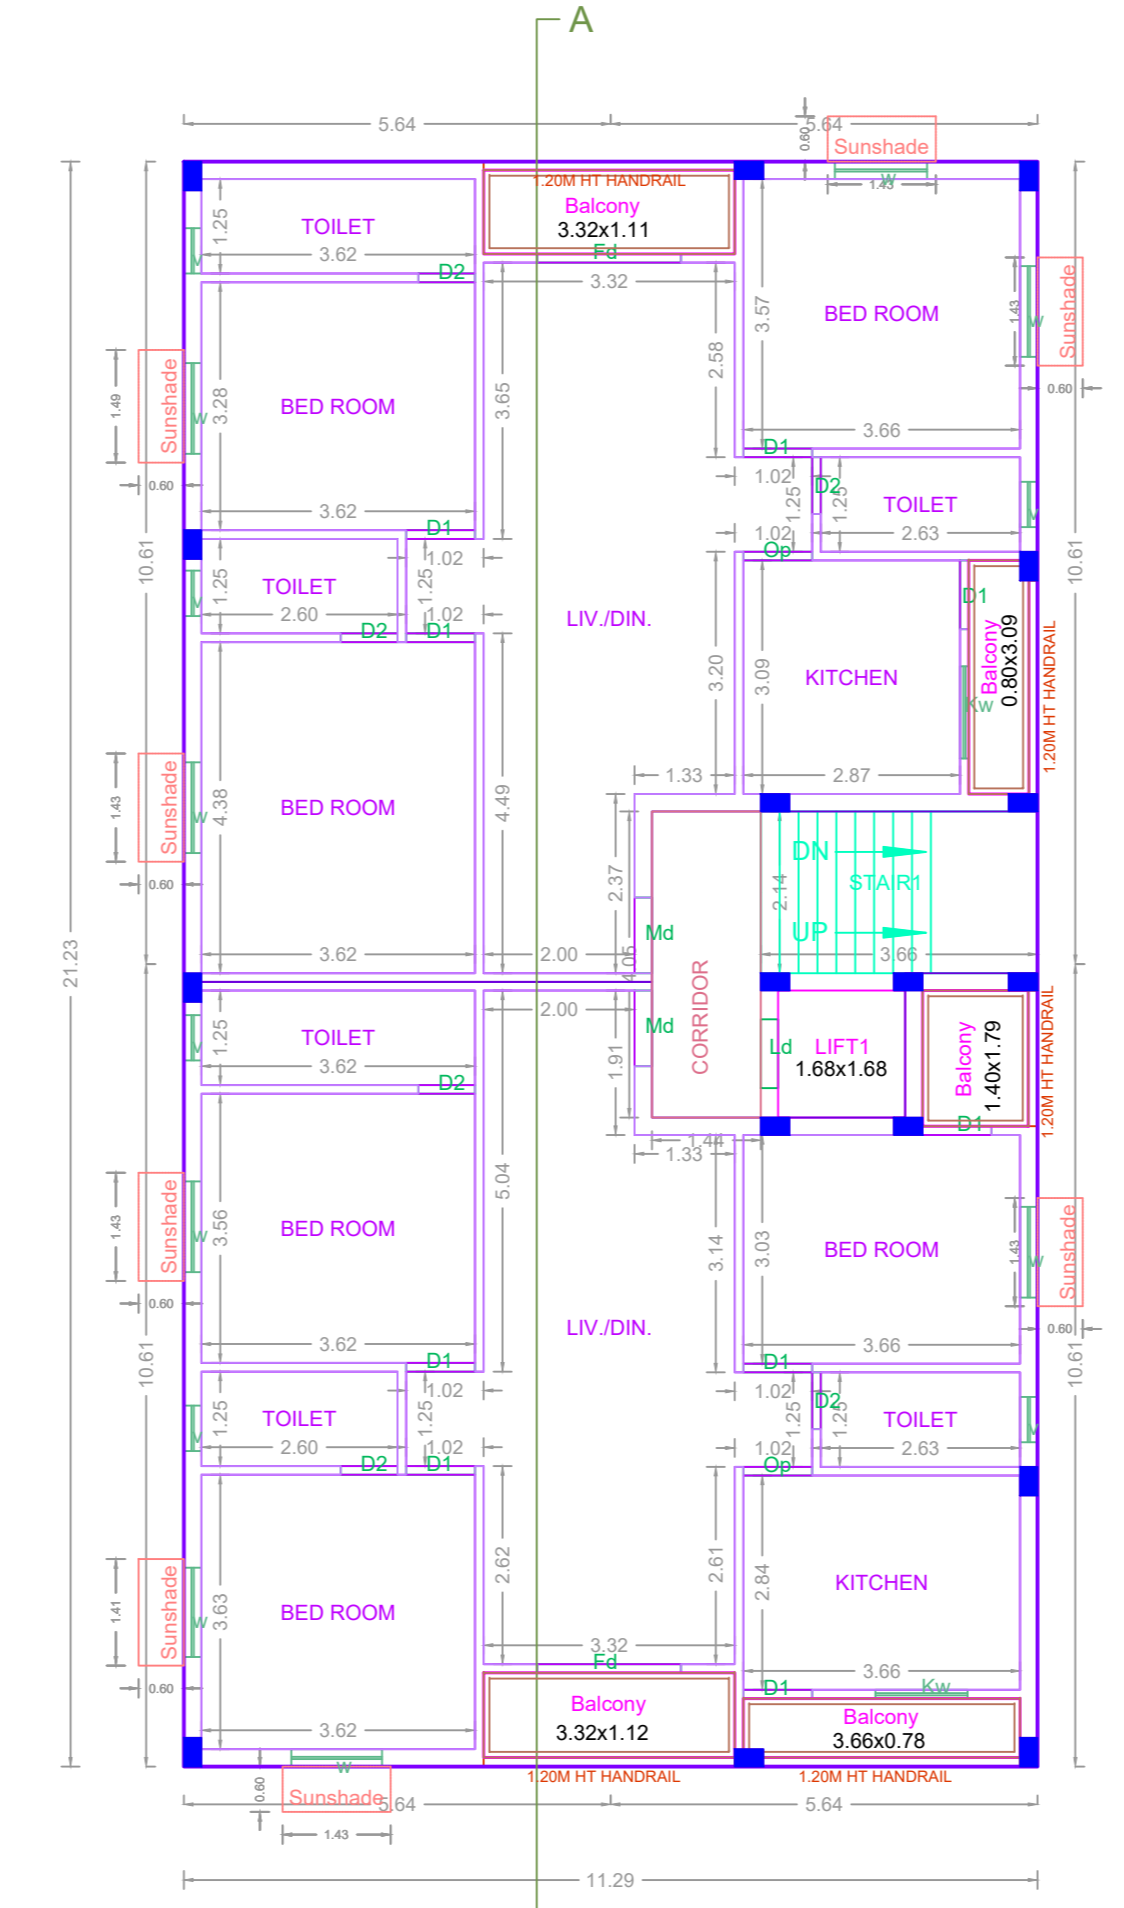 A
5.64
5.64
0.60
Sunshade
1.43
W
1.20M HT HANDRAIL
Balcony
3.32x1.11
Fd
1.25
TOILET
3.62
V
D2
3.32
3.57
BED ROOM
1.43
W
Sunshade
0.60
2.58
3.65
1.49
Sunshade
W
3.28
BED ROOM
0.60
3.62
D1
3.66
D1
1.02
1.25
D2
1.25
TOILET
2.63
V
1.02
Op
10.61
V
1.25
TOILET
2.60
1.25
1.02
1.02
D2
D1
10.61
LIV./DIN.
D1
Balcony
0.80x3.09
1.20M HT HANDRAIL
KITCHEN
Kw
3.20
3.09
1.33
2.87
1.43
Sunshade
W
4.38
BED ROOM
4.49
0.60
2.37
2.14
DN
STAIR1
UP
3.66
Md
4.05
3.62
2.00
21.23
CORRIDOR
2.00
Md
1.91
Ld
LIFT1
1.68x1.68
Balcony
1.40x1.79
1.20M HT HANDRAIL
D1
V
1.25
TOILET
3.62
D2
1.44
1.33
5.04
1.43
Sunshade
W
3.56
BED ROOM
0.60
3.14
3.03
BED ROOM
1.43
W
Sunshade
0.60
3.62
D1
3.66
D1
LIV./DIN.
10.61
10.61
V
1.25
TOILET
2.60
1.25
1.02
1.02
D2
D1
1.02
1.25
D2
1.25
TOILET
2.63
V
1.02
Op
2.62
2.61
2.84
KITCHEN
1.41
Sunshade
W
3.63
BED ROOM
0.60
3.62
3.32
Fd
3.66
D1
Kw
Balcony
3.32x1.12
Balcony
3.66x0.78
W
1.20M HT HANDRAIL
1.20M HT HANDRAIL
0.60
Sunshade
5.64
5.64
1.43
11.29